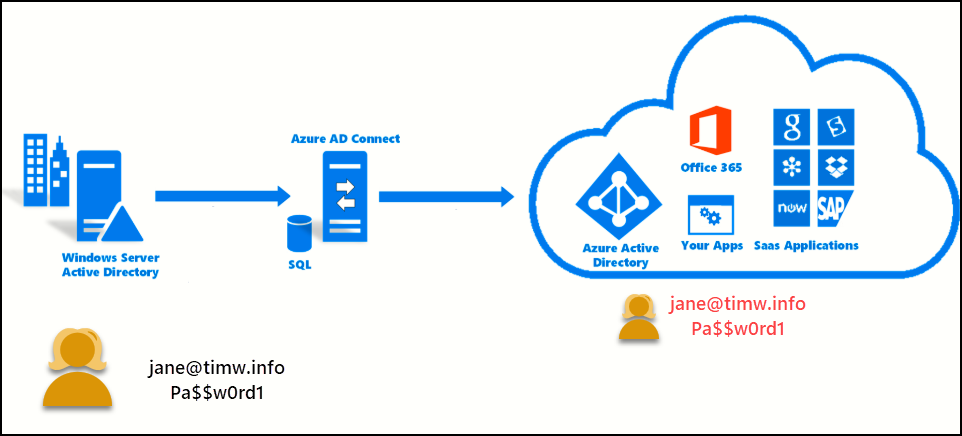 Azure AD Connect
Office 365
g
now
SAP
Windows Server
Active Directory
SQL
Azure Active
Directory
Your Apps
Saas Applications
jane@timw.info
Pa$$w0rd1
jane@timw.info
Pa$$w0rd1